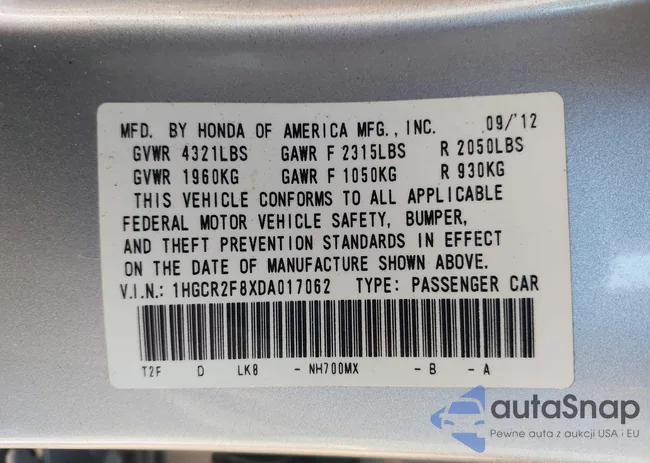 MFD. BY HONDA OF AMERICA MFG., INC. 09/'12
GVWR 4321LBS GAWR F 2315LBS R 2050LBS
GVWR 1960KG GAWR F 1050KG R 930KG
THIS VEHICLE CONFORMS TO ALL APPLICABLE
FEDERAL MOTOR VEHICLE SAFETY, BUMPER,
AND THEFT PREVENTION STANDARDS IN EFFECT
ON THE DATE OF MANUFACTURE SHOWN ABOVE.
V.I.N.: 1HGCR2F8XDA017062 TYPE: PASSENGER CAR
T2F D LK8 - NH700MX - B - A
autaSnap
Pewne auta z aukcji USA i EU